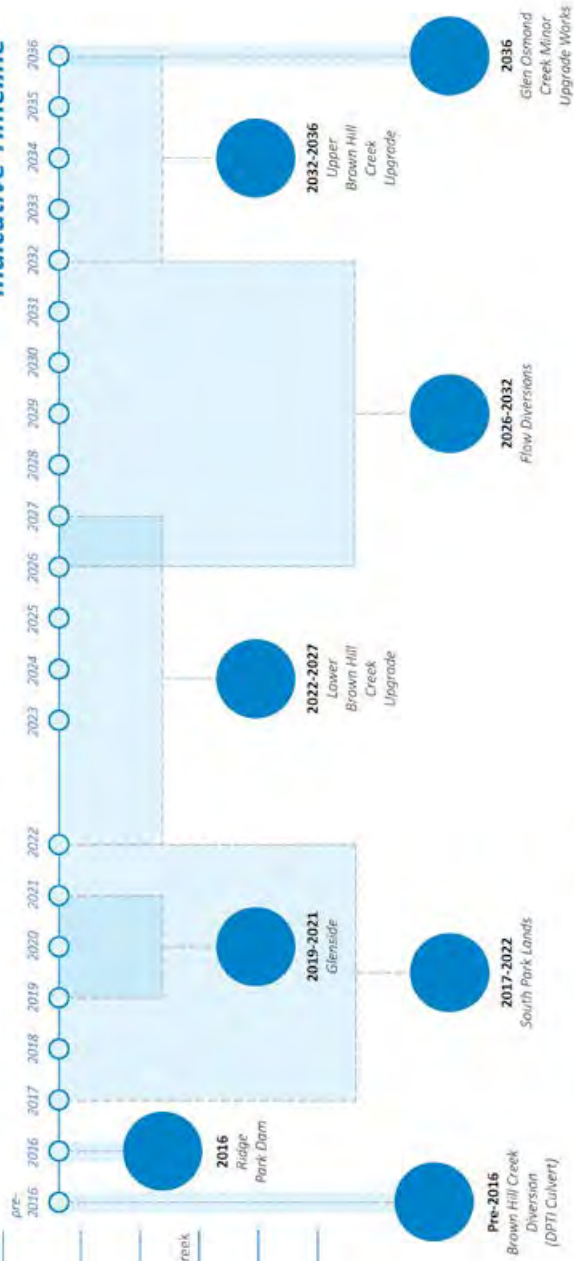 Indicative Timeline
pre-
2016
2016
2017
2018
2019
2020
2021
2022
2023
2024
2025
2026
2027
2028
2029
2030
2031
2032
2033
2034
2035
2036
reek
2016
Ridge
Park Dam
2019-2021
Glenside
2022-2027
Lower
Brown Hill
Creek
Upgrade
2032-2036
Upper
Brown Hill
Creek
Upgrade
Pre-2016
Brown Hill Creek
Diversion
(DPTI Culvert)
2017-2022
South Park Lands
2026-2032
Flow Diversions
2036
Glen Osmond
Creek Minor
Upgrade Works